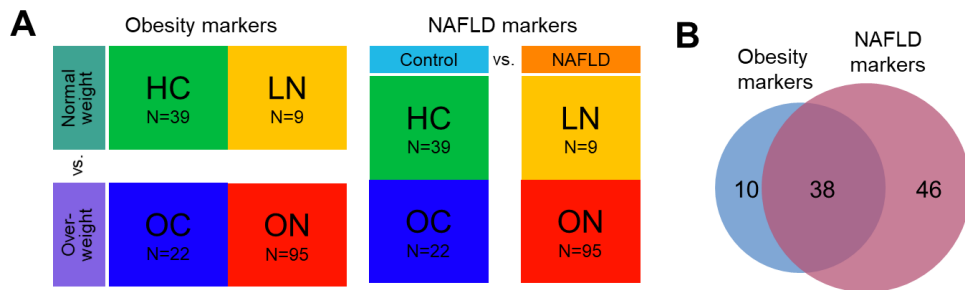 A
Obesity markers
Normal
weight
vs.
Over-
weight
HC
N=39
LN
N=9
OC
N=22
ON
N=95
NAFLD markers
Control
vs.
NAFLD
HC
N=39
LN
N=9
OC
N=22
ON
N=95
B
Obesity
markers
NAFLD
markers
10
38
46